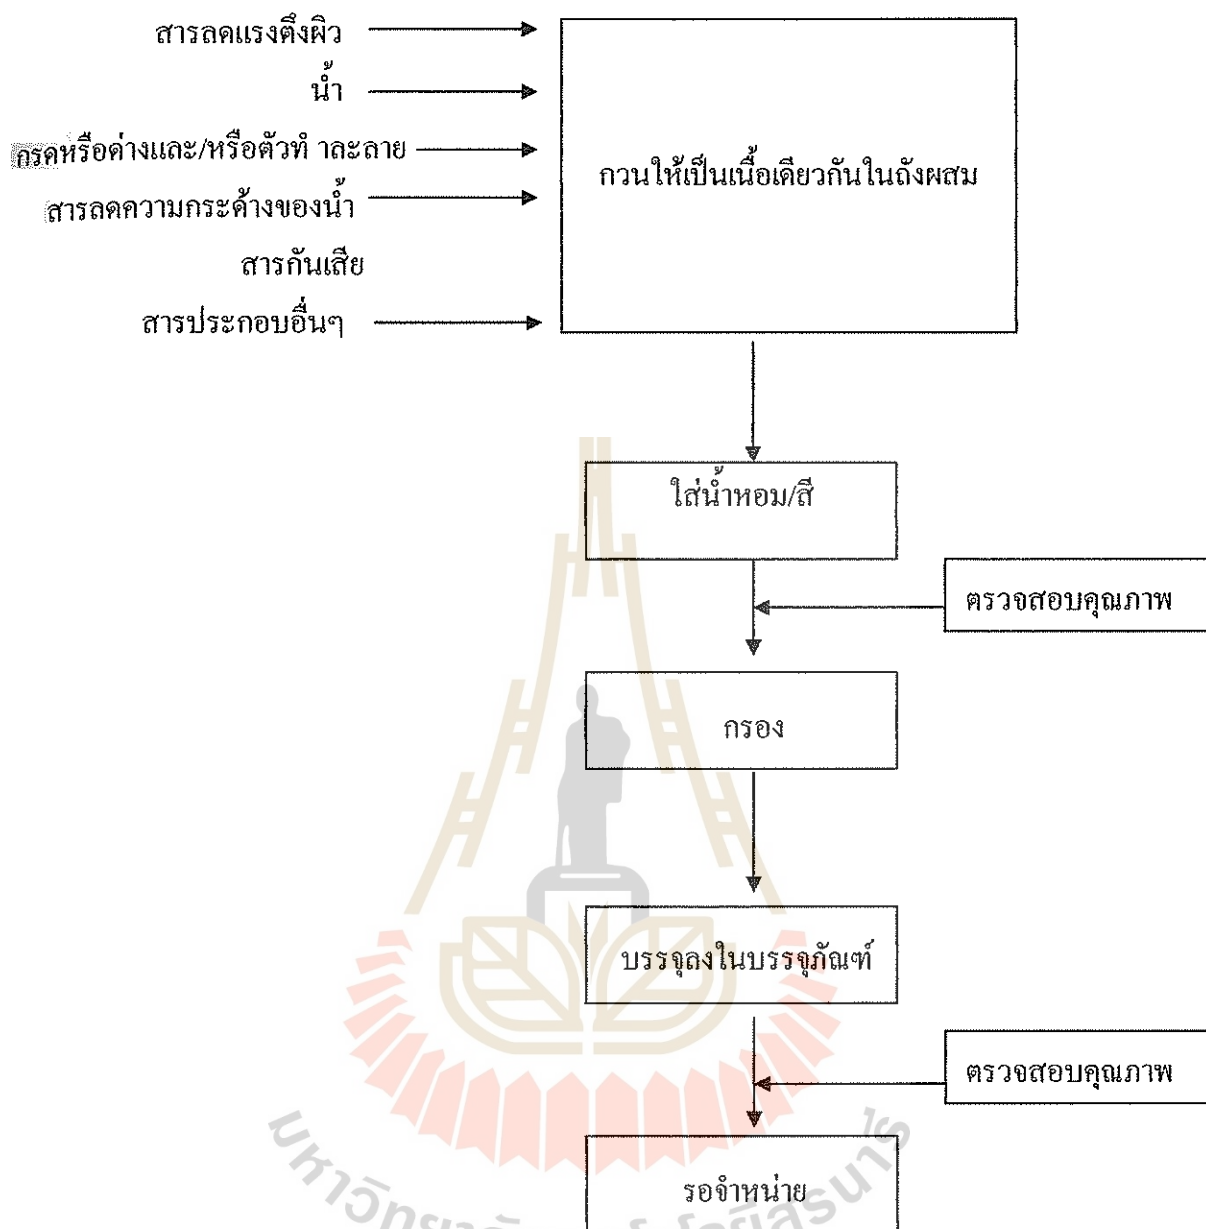 สารลดแรงตึงผิว
น้ำ
กรดหรือด่างและ/หรือตัวทํ าละลาย
สารลดความกระด้างของน้ำ
สารกันเสีย
สารประกอบอื่นๆ
กวนให้เป็นเนื้อเดียวกันในถังผสม
ใส่น้ำหอม/สี
ตรวจสอบคุณภาพ
กรอง
บรรจุลงในบรรจุภัณฑ์
ตรวจสอบคุณภาพ
รอจำหน่าย